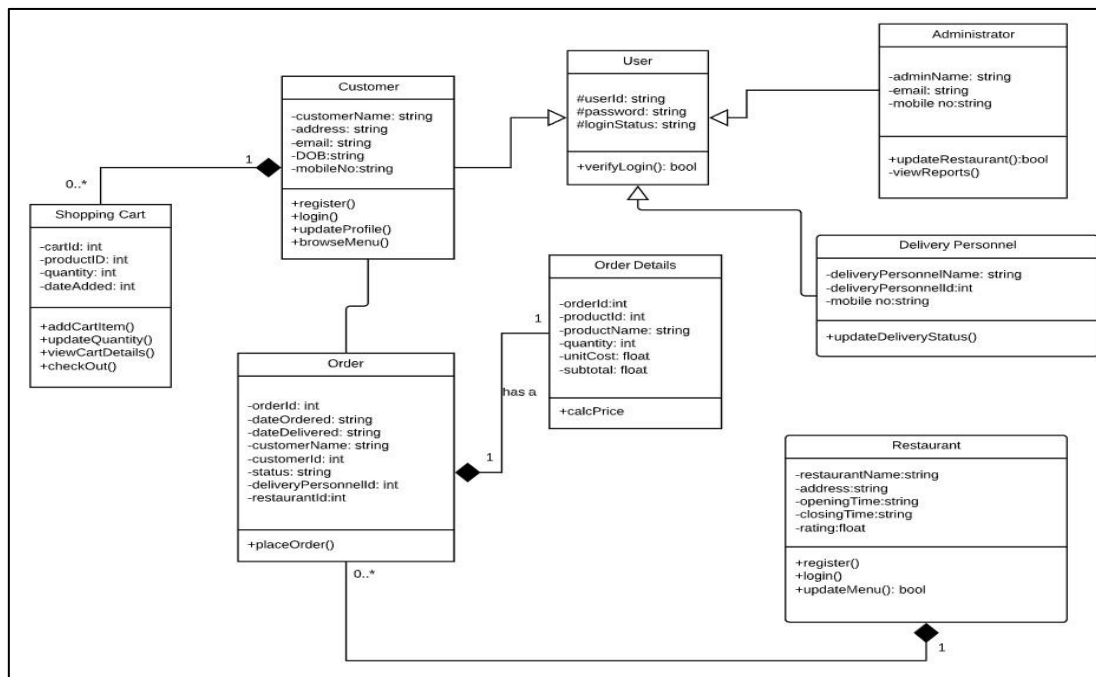 Customer
-customerName: string
-address: string
-email: string
-DOB:string
-mobileNo:string
+register()
+login()
+updateProfile()
+browseMenu()
1
0..*
Shopping Cart
-cartId: int
-productID: int
-quantity: int
-dateAdded: int
+addCartItem()
+updateQuantity()
+viewCartDetails()
+checkOut()
User
#userId: string
#password: string
#loginStatus: string
+verifyLogin(): bool
Administrator
-adminName: string
-email: string
-mobile no:string
+updateRestaurant():bool
-viewReports()
Delivery Personnel
-deliveryPersonnelName: string
-deliveryPersonnelId:int
-mobile no:string
+updateDeliveryStatus()
Order Details
-orderId:int
-productId: int
-productName: string
-quantity: int
-unitCost: float
-subtotal: float
+calcPrice
1
has a
1
Order
-orderId: int
-dateOrdered: string
-dateDelivered: string
-customerName: string
-customerId: int
-status: string
-deliveryPersonnelId: int
-restaurantId:int
+placeOrder()
0..*
Restaurant
-restaurantName:string
-address:string
-openingTime:string
-closingTime:string
-rating:float
+register()
+login()
+updateMenu(): bool
1